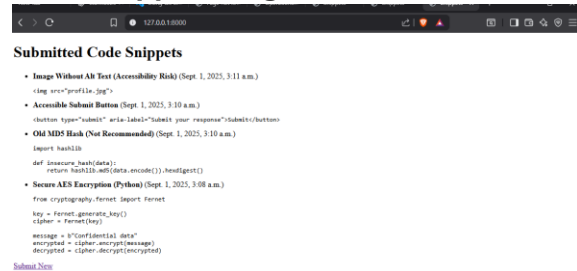 127.0.0.1:8000
Submitted Code Snippets
Image Without Alt Text (Accessibility Risk) (Sept. 1, 2025, 3:11 a.m.)
<img src="profile.jpg">
Accessible Submit Button (Sept. 1, 2025, 3:10 a.m.)
<button type="submit" aria-label="Submit your response">Submit</button>
Old MD5 Hash (Not Recommended) (Sept. 1, 2025, 3:10 a.m.)
import hashlib
def insecure_hash(data):
return hashlib.md5(data.encode()).hexdigest()
Secure AES Encryption (Python) (Sept. 1, 2025, 3:08 a.m.)
from cryptography.fernet import Fernet
key = Fernet.generate_key()
cipher = Fernet(key)
message = b"Confidential data"
encrypted = cipher.encrypt(message)
decrypted = cipher.decrypt(encrypted)
Submit New